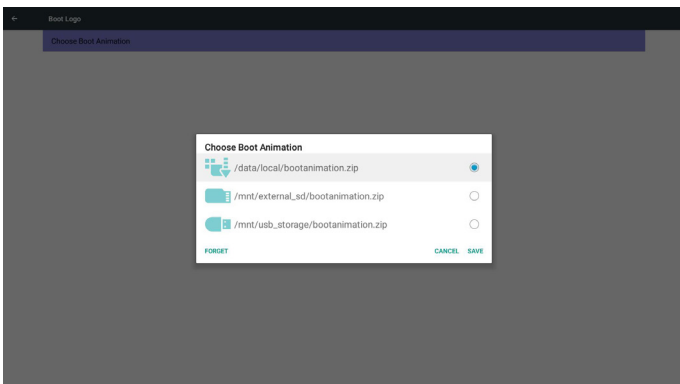 Boot Logo
Choose Boot Animation
Choose Boot Animation
/data/local/bootanimation.zip
/mnt/external_sd/bootanimation.zip
/mnt/usb_storage/bootanimation.zip
FORGET CANCEL SAVE